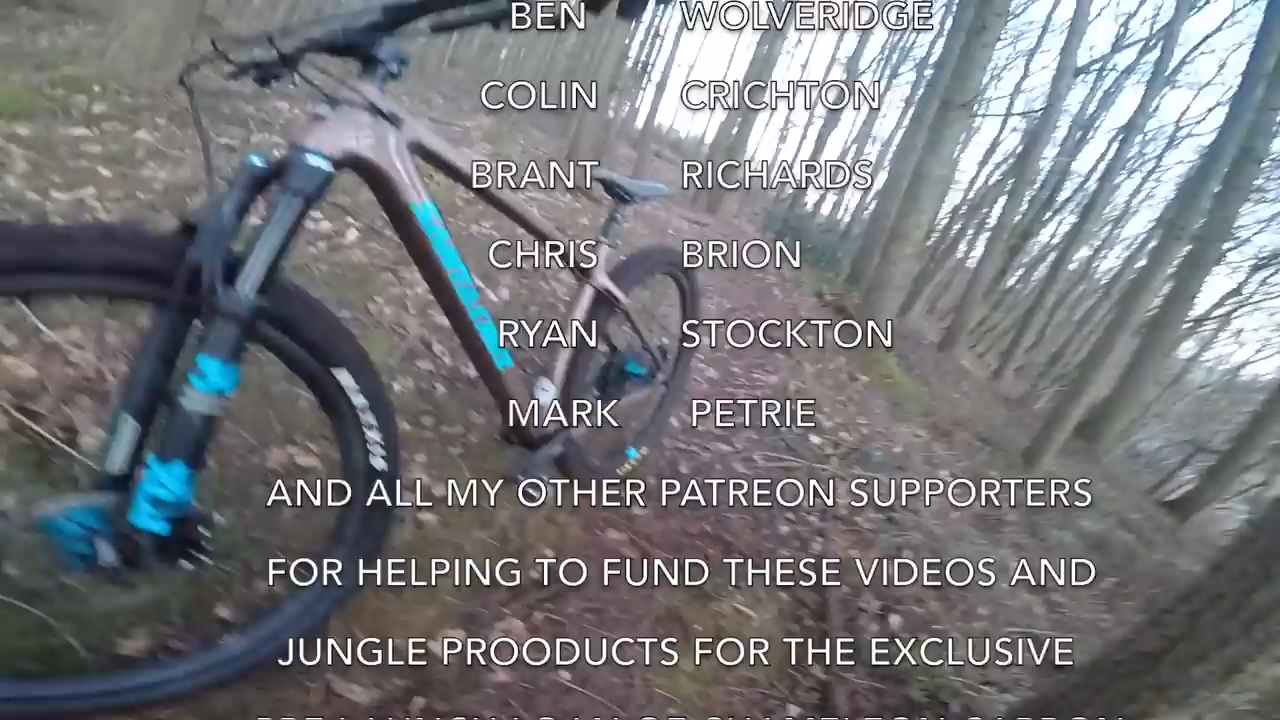 BEN WOLVERIDGE
COLIN CRICHTON
BRANT RICHARDS
CHRIS BRION
RYAN STOCKTON
MARK PETRIE
AND ALL MY OTHER PATREON SUPPORTERS
FOR HELPING TO FUND THESE VIDEOS AND
JUNGLE PROODUCTS FOR THE EXCLUSIVE